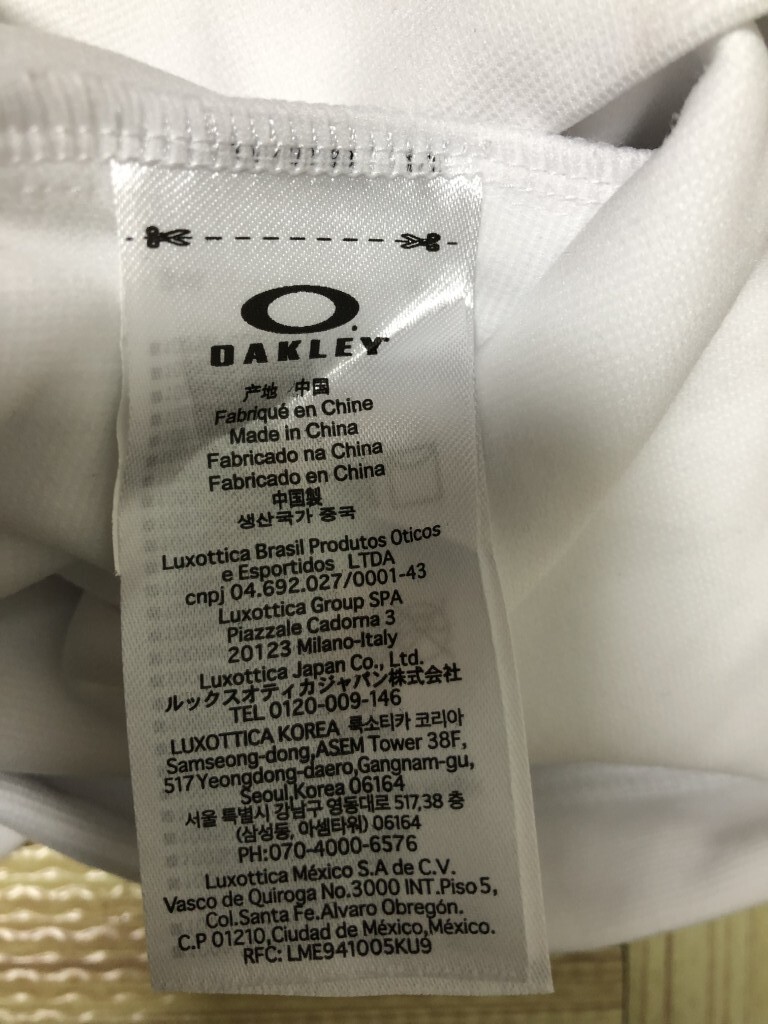 OAKLEY
产地 中国
Fabriqué en Chine
Made in China
Fabricado na China
Fabricado en China
中国製
생산국가 중국
Luxottica Brasil Produtos Oticos
e Esportidos LTDA
cnpj 04.692.027/0001-43
Luxottica Group SPA
Piazzale Cadorna 3
20123 Milano-Italy
Luxottica Japan Co., Ltd.
ルックスオティカジャパン株式会社
TEL 0120-009-146
LUXOTTICA KOREA 룩소티카 코리아
Samseong-dong,ASEM Tower 38F,
517 Yeongdong-daero,Gangnam-gu,
Seoul,Korea 06164
서울 특별시 강남구 영동대로 517,38 층
(삼성동, 아셈타워) 06164
PH:070-4000-6576
Luxottica México S.A de C.V.
Vasco de Quiroga No.3000 INT.Piso 5,
Col.Santa Fe.Alvaro Obregón.
C.P 01210,Ciudad de México,México.
RFC: LME941005KU9